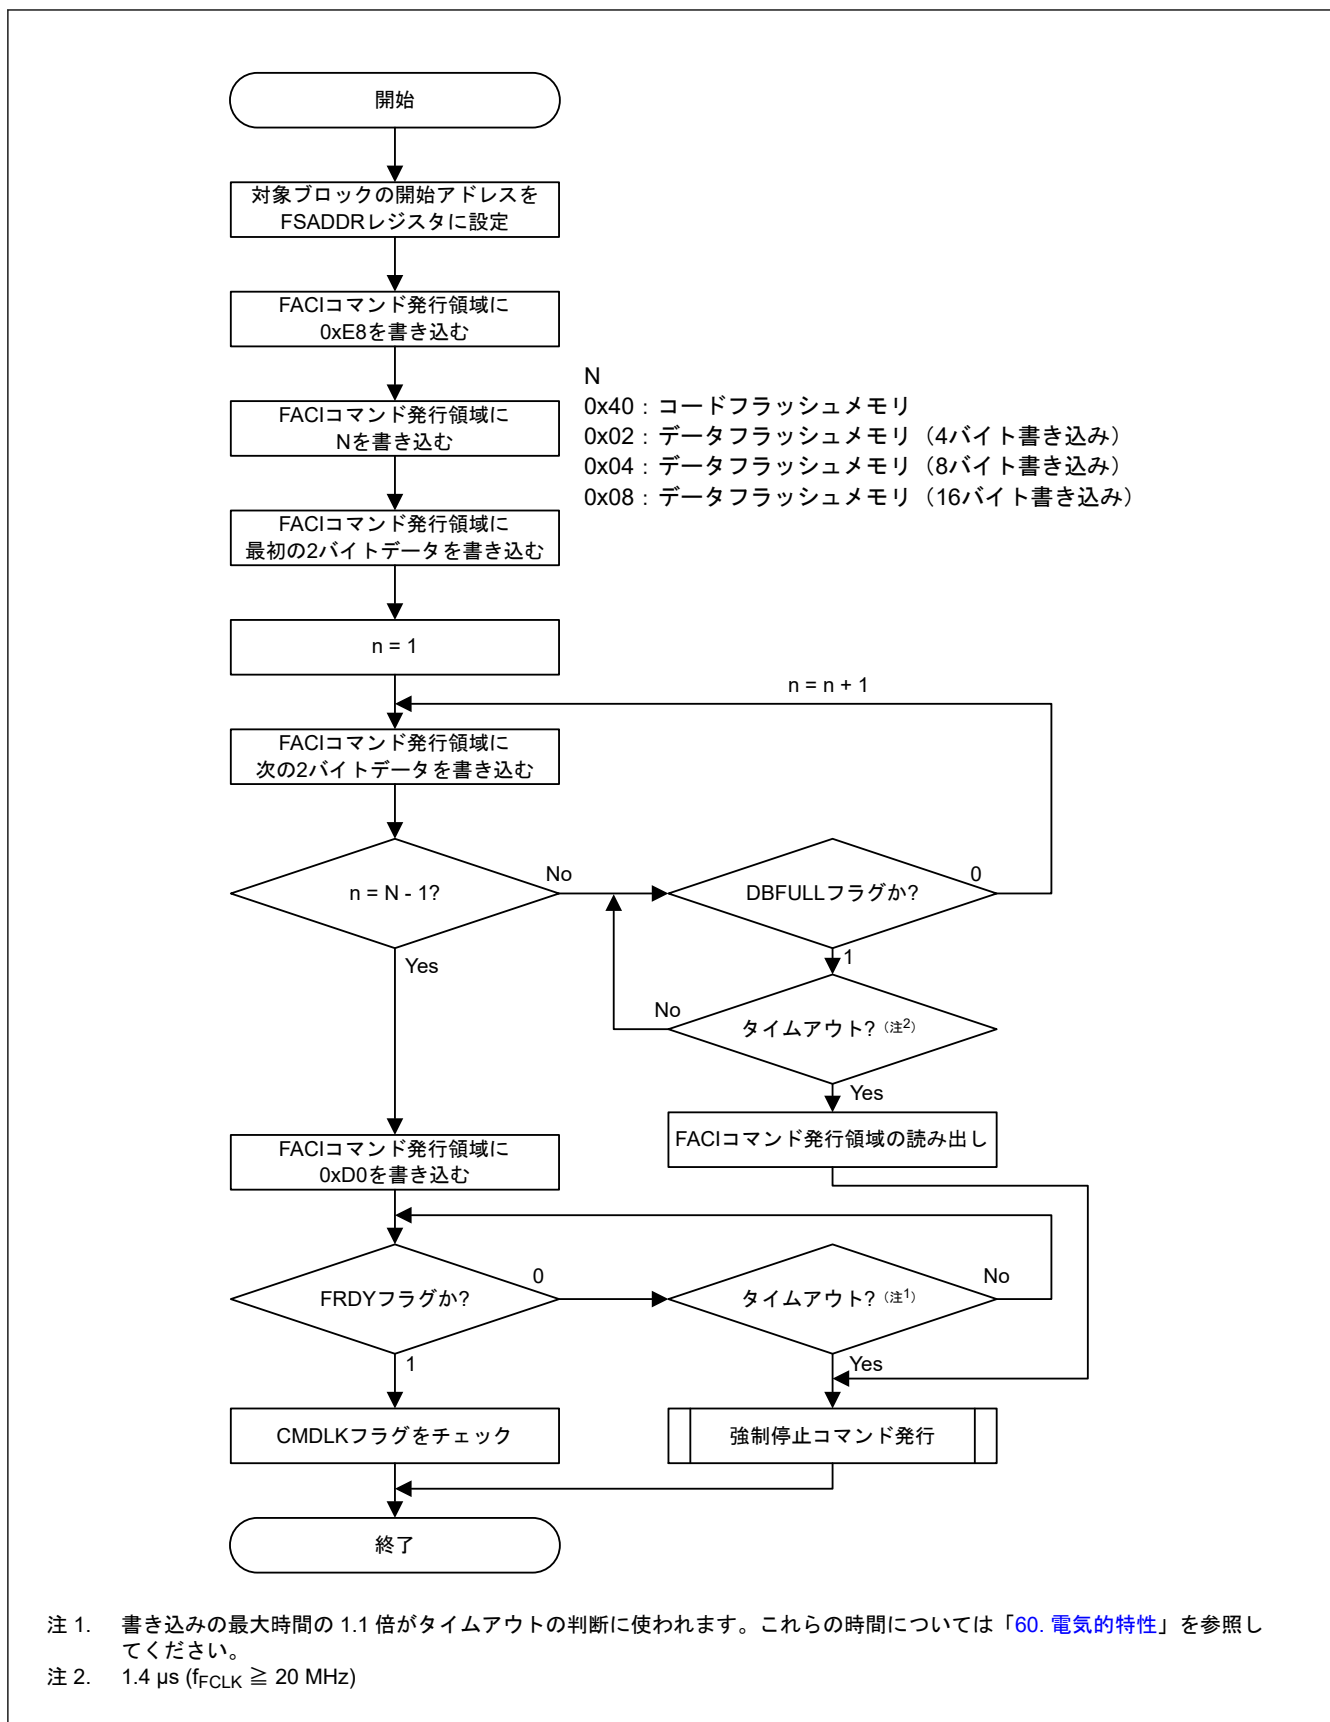 開始
対象ブロックの開始アドレスを
FSADDRレジスタに設定
FACIコマンド発行領域に
0xE8を書き込む
FACIコマンド発行領域に
Nを書き込む
N
0x40：コードフラッシュメモリ
0x02：データフラッシュメモリ（4バイト書き込み）
0x04：データフラッシュメモリ（8バイト書き込み）
0x08：データフラッシュメモリ（16バイト書き込み）
FACIコマンド発行領域に
最初の2バイトデータを書き込む
n = 1
n = n + 1
FACIコマンド発行領域に
次の2バイトデータを書き込む
n = N - 1?
No
DBFULLフラグか?
0
Yes
1
No
タイムアウト?（注2）
Yes
FACIコマンド発行領域の読み出し
FACIコマンド発行領域に
0xD0を書き込む
FRDYフラグか?
0
タイムアウト?（注1）
No
1
Yes
CMDLKフラグをチェック
強制停止コマンド発行
終了
注 1. 書き込みの最大時間の 1.1 倍がタイムアウトの判断に使われます。これらの時間については「60. 電気的特性」を参照し
てください。
注 2. 1.4 μs (fFCLK ≧ 20 MHz)